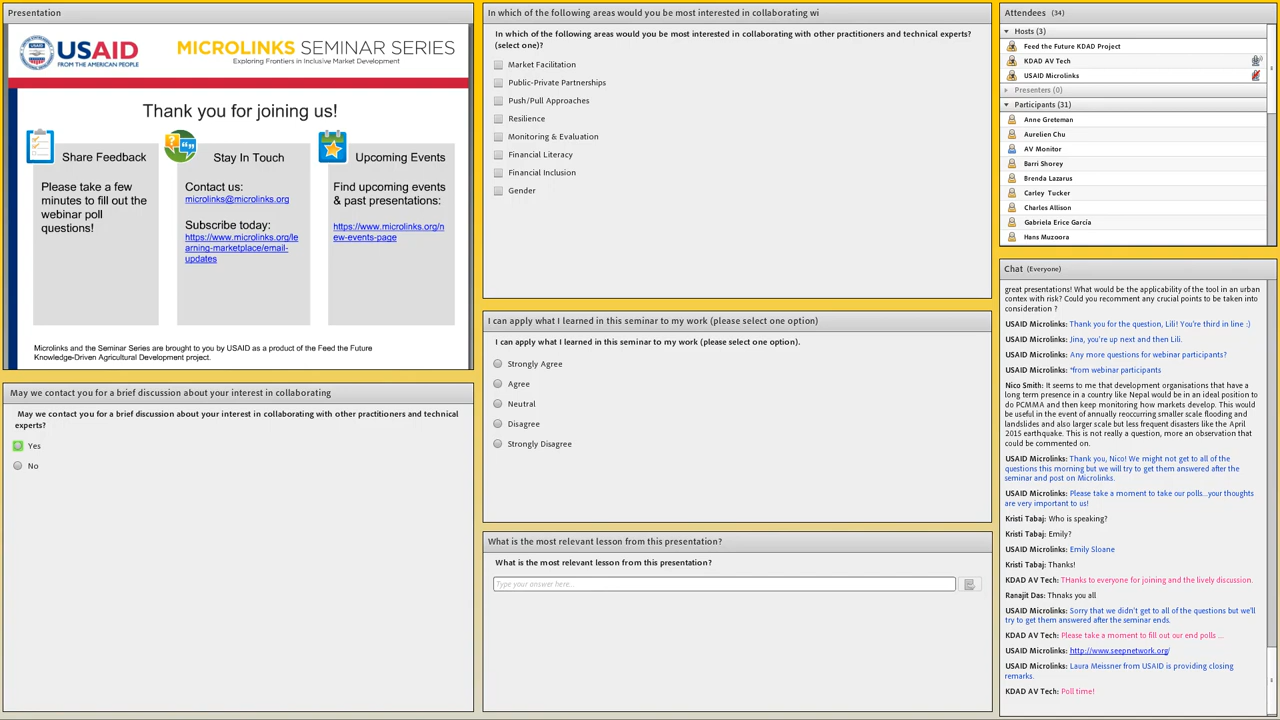 Presentation
USAID
FROM THE AMERICAN PEOPLE
MICROLINKS SEMINAR SERIES
Exploring Frontiers in Inclusive Market Development
Thank you for joining us!
Share Feedback
Please take a few
minutes to fill out the
webinar poll
questions!
Stay In Touch
Contact us:
microlinks@microlinks.org
Subscribe today:
https://www.microlinks.org/le
arning-marketplace/email-
updates
Upcoming Events
Find upcoming events
& past presentations:
https://www.microlinks.org/n
ew-events-page
Microlinks and the Seminar Series are brought to you by USAID as a product of the Feed the Future
Knowledge-Driven Agricultural Development project.
May we contact you for a brief discussion about your interest in collaborating
May we contact you for a brief discussion about your interest in collaborating with other practitioners and technical
experts?
Yes
No
In which of the following areas would you be most interested in collaborating wi
In which of the following areas would you be most interested in collaborating with other practitioners and technical experts?
(select one)?
Market Facilitation
Public-Private Partnerships
Push/Pull Approaches
Resilience
Monitoring & Evaluation
Financial Literacy
Financial Inclusion
Gender
I can apply what I learned in this seminar to my work (please select one option)
I can apply what I learned in this seminar to my work (please select one option).
Strongly Agree
Agree
Neutral
Disagree
Strongly Disagree
What is the most relevant lesson from this presentation?
What is the most relevant lesson from this presentation?
Type your answer here...
Attendees (34)
Hosts (3)
Feed the Future KDAD Project
KDAD AV Tech
USAID Microlinks
Presenters (0)
Participants (31)
Anne Greteman
Aurelien Chu
AV Monitor
Barri Shorey
Brenda Lazarus
Carley Tucker
Charles Allison
Gabriela Erice Garcia
Hans Muzoora
Chat (Everyone)
great presentations! What would be the applicability of the tool in an urban
contex with risk? Could you recomment any crucial points to be taken into
consideration ?
USAID Microlinks: Thank you for the question, Lili! You're third in line :)
USAID Microlinks: Jina, you're up next and then Lili.
USAID Microlinks: Any more questions for webinar participants?
USAID Microlinks: *from webinar participants
Nico Smith: It seems to me that development organisations that have a
long term presence in a country like Nepal would be in an ideal position to
do PCMMA and then keep monitoring how markets develop. This would
be useful in the event of annually reoccuring smaller scale flooding and
landslides and also larger scale but less frequent disasters like the April
2015 earthquake. This is not really a question, more an observation that
could be commented on.
USAID Microlinks: Thank you, Nico! We might not get to all of the
questions this morning but we will try to get them answered after the
seminar and post on Microlinks.
USAID Microlinks: Please take a moment to take our polls...your thoughts
are very important to us!
Kristi Tabaj: Who is speaking?
Kristi Tabaj: Emily?
USAID Microlinks: Emily Sloane
Kristi Tabaj: Thanks!
KDAD AV Tech: THanks to everyone for joining and the lively discussion.
Ranajit Das: Thnaks you all
USAID Microlinks: Sorry that we didn't get to all of the questions but we'll
try to get them answered after the seminar ends.
KDAD AV Tech: Please take a moment to fill out our end polls ...
USAID Microlinks: http://www.seepnetwork.org/
USAID Microlinks: Laura Meissner from USAID is providing closing
remarks.
KDAD AV Tech: Poll time!